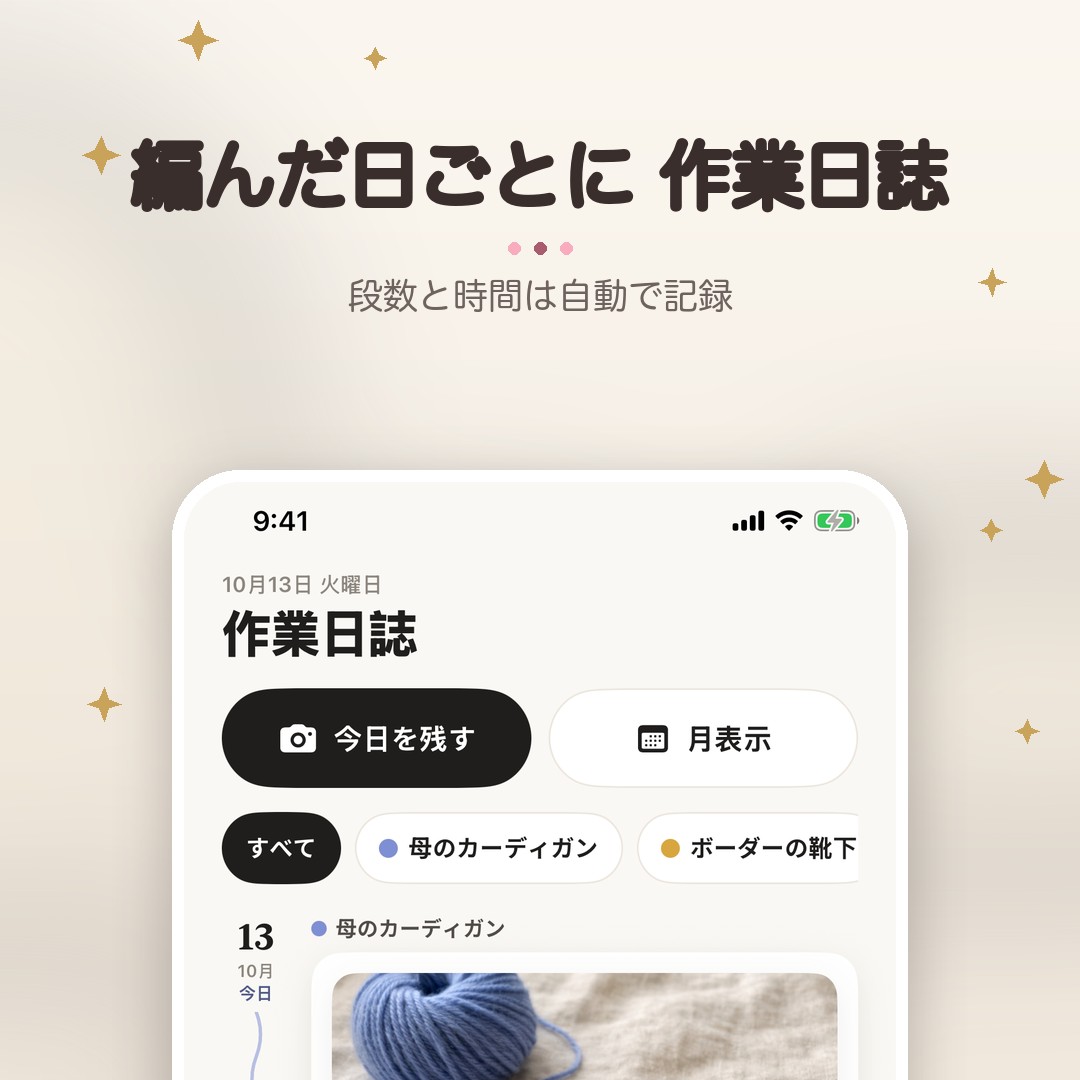 編んだ日ごとに 作業日誌
段数と時間は自動で記録
9:41
10月13日 火曜日
作業日誌
今日を残す
月表示
すべて
母のカーディガン
ボーダーの靴下
13
10月
今日
母のカーディガン